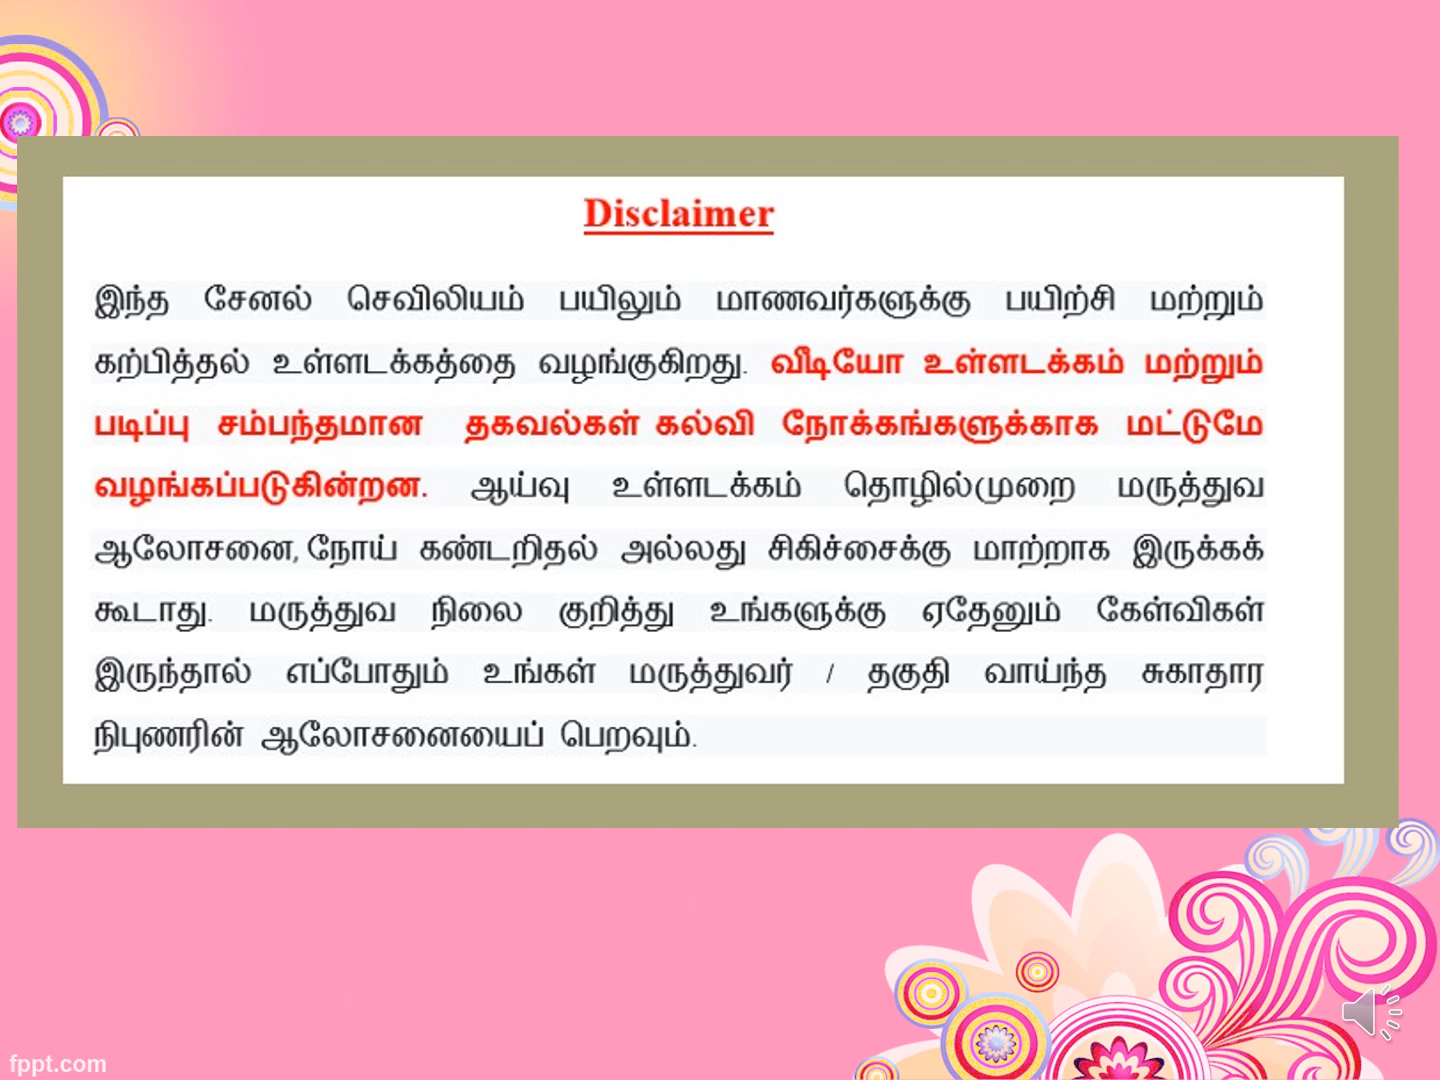 Disclaimer
இந்த சேனல் செவிலியம் பயிலும் மாணவர்களுக்கு பயிற்சி மற்றும்
கற்பித்தல் உள்ளடக்கத்தை வழங்குகிறது. வீடியோ உள்ளடக்கம் மற்றும்
படிப்பு சம்பந்தமான தகவல்கள் கல்வி நோக்கங்களுக்காக மட்டுமே
வழங்கப்படுகின்றன. ஆய்வு உள்ளடக்கம் தொழில்முறை மருத்துவ
ஆலோசனை, நோய் கண்டறிதல் அல்லது சிகிச்சைக்கு மாற்றாக இருக்கக்
கூடாது. மருத்துவ நிலை குறித்து உங்களுக்கு ஏதேனும் கேள்விகள்
இருந்தால் எப்போதும் உங்கள் மருத்துவர் / தகுதி வாய்ந்த சுகாதார
நிபுணரின் ஆலோசனையைப் பெறவும்.
fppt.com